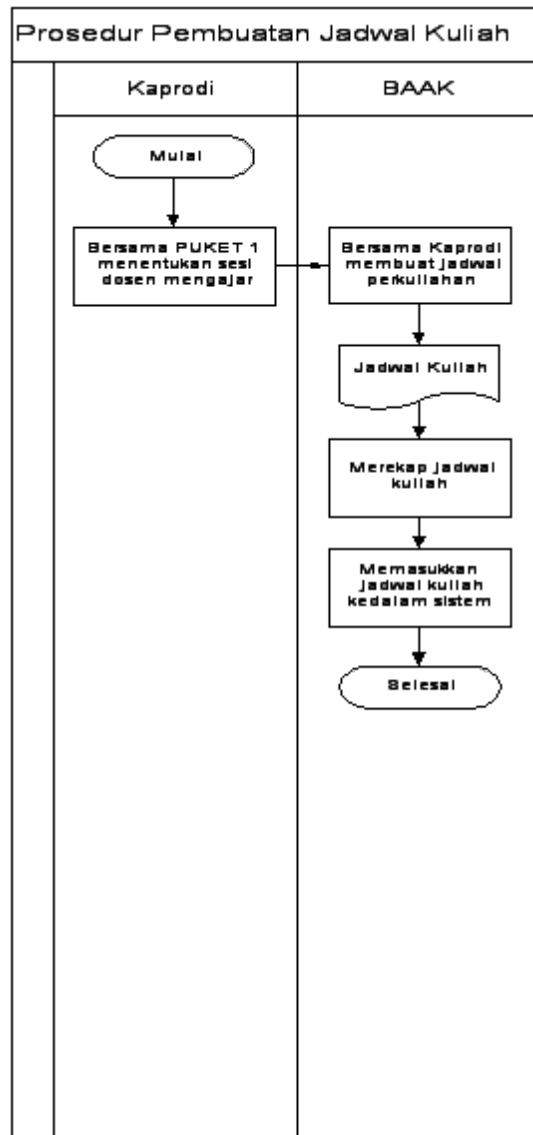 Prosedur Pembuatan Jadwal Kuliah
Kaprodi
BAAK
Mulai
Bersama PUKET 1
menentukan sesi
dosen mengajar
Bersama Kaprodi
membuat jadwal
perkuliahan
Jadwal Kuliah
Merekap jadwal
kuliah
Memasukkan
jadwal kuliah
kedalam sistem
Selesai